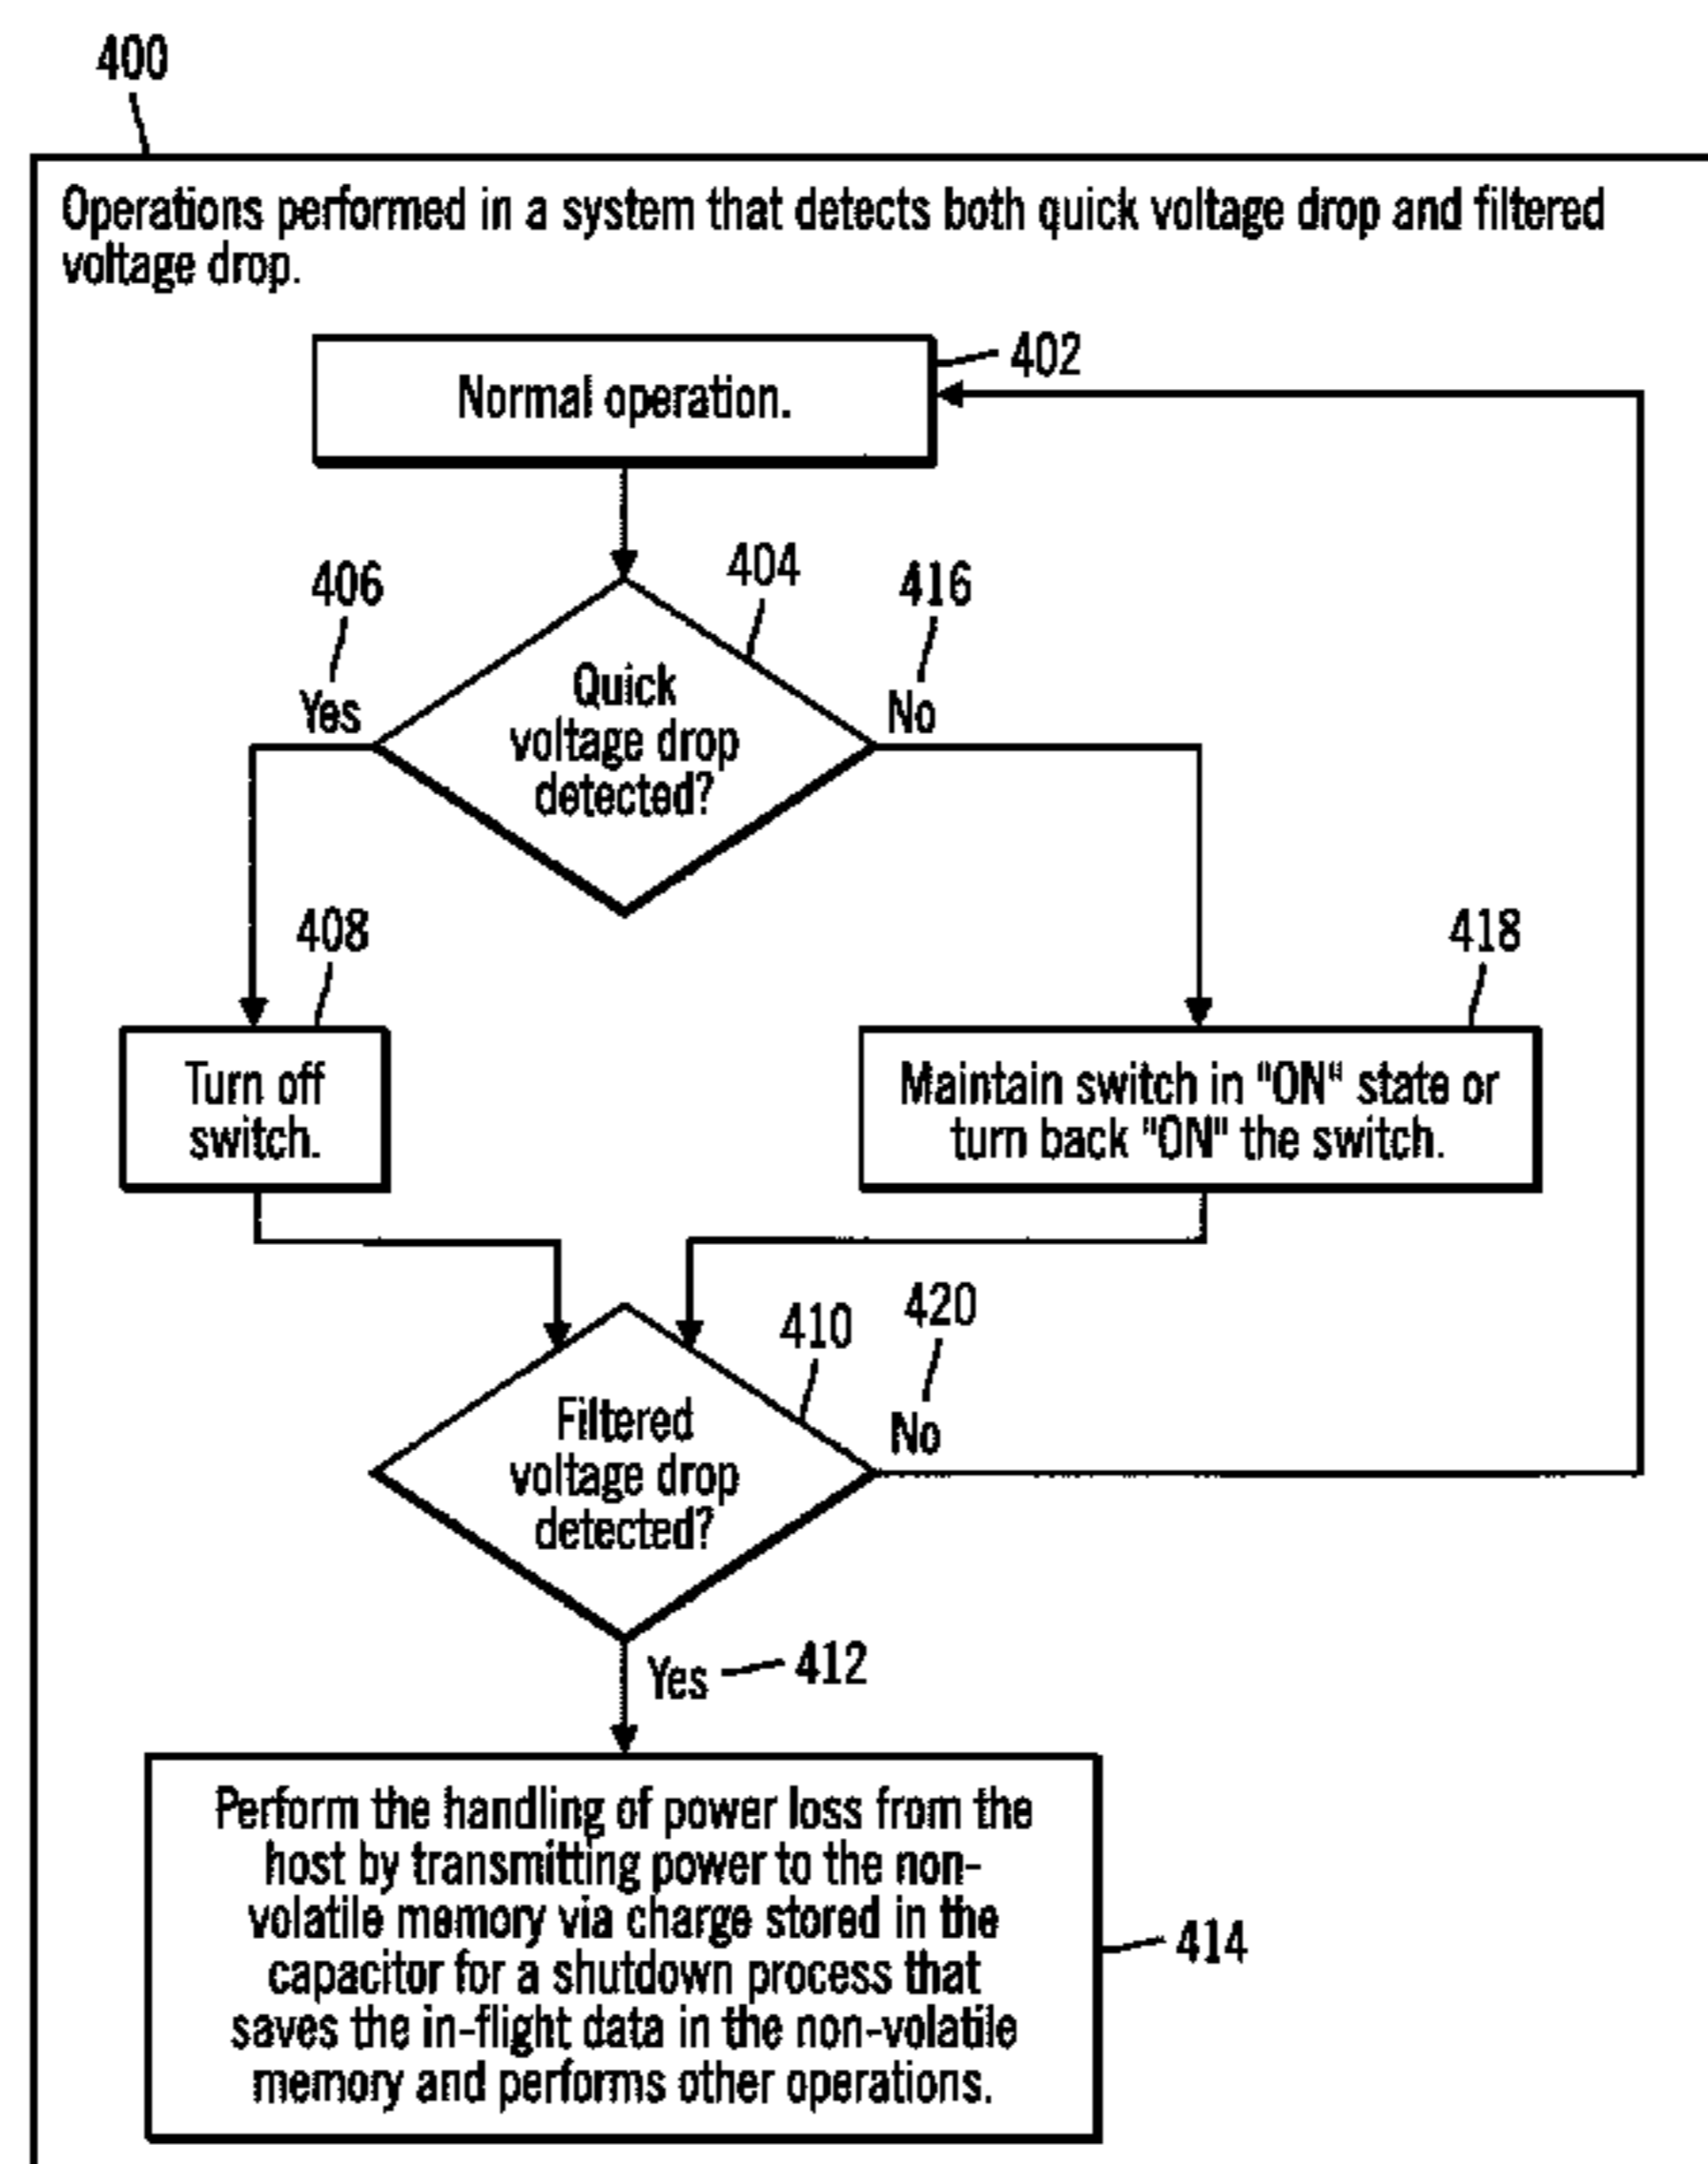 400
Operations performed in a system that detects both quick voltage drop and filtered
voltage drop.
402
Normal operation.
404
406
416
Quick
voltage drop
detected?
Yes
No
408
418
Turn off
switch.
Maintain switch in "ON" state or
turn back "ON" the switch.
410
420
Filtered
voltage drop
detected?
No
Yes
412
Perform the handling of power loss from the
host by transmitting power to the non-
volatile memory via charge stored in the
capacitor for a shutdown process that
saves the in-flight data in the non-volatile
memory and performs other operations.
414